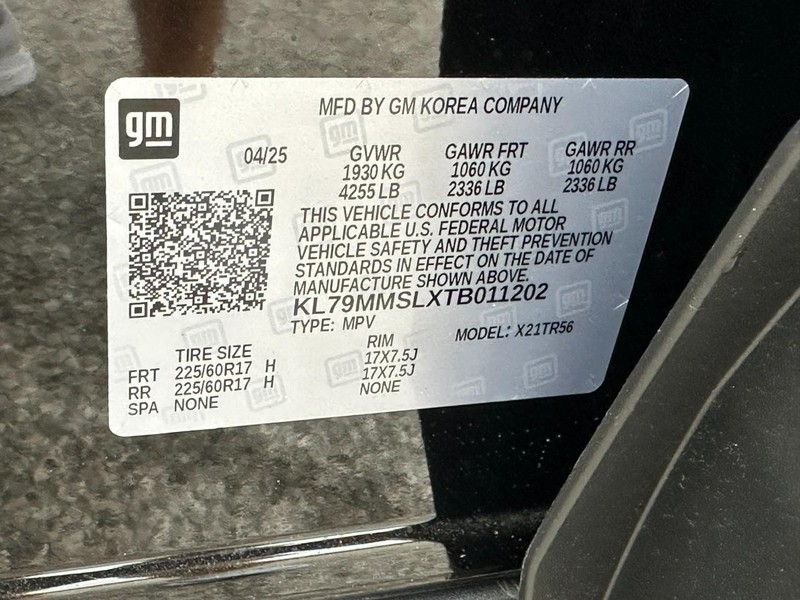 gm
MFD BY GM KOREA COMPANY
04/25 GVWR GAWR FRT GAWR RR
1930 KG 1060 KG 1060 KG
4255 LB 2336 LB 2336 LB
THIS VEHICLE CONFORMS TO ALL
APPLICABLE U.S. FEDERAL MOTOR
VEHICLE SAFETY AND THEFT PREVENTION
STANDARDS IN EFFECT ON THE DATE OF
MANUFACTURE SHOWN ABOVE.
KL79MMSLXTB011202
TYPE: MPV MODEL: X21TR56
TIRE SIZE RIM
FRT 225/60R17 H 17X7.5J
RR 225/60R17 H 17X7.5J
SPA NONE NONE